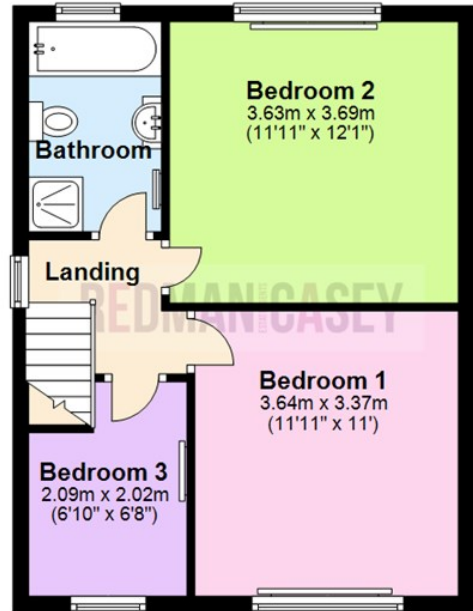 Bedroom 2
3.63m x 3.69m
(11'11" x 12'1")
Bathroom
Landing
REDMAN CASEY
Bedroom 1
3.64m x 3.37m
(11'11" x 11')
Bedroom 3
2.09m x 2.02m
(6'10" x 6'8")